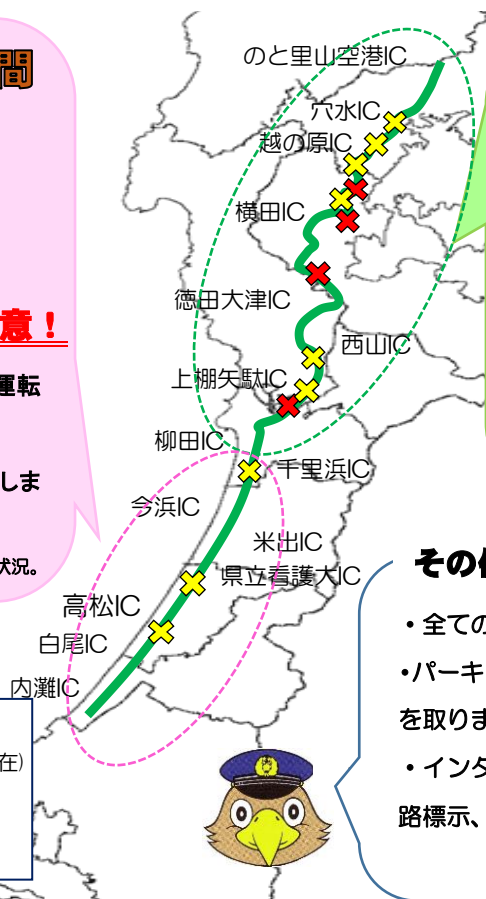 間
意！
運転
しま
状況。
在)
のと里山空港IC
穴水IC
越の原IC
横田IC
徳田大津IC
西山IC
上棚矢駄IC
柳田IC
千里浜IC
今浜IC
米出IC
県立看護大IC
高松IC
白尾IC
内灘IC
その
・全ての
・パーキ
を取りま
・インタ
路標示、